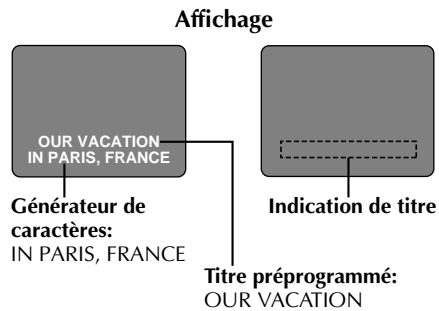 Affichage
OUR VACATION
IN PARIS, FRANCE
Générateur de
caractères:
IN PARIS, FRANCE
Indication de titre
Titre préprogrammé:
OUR VACATION